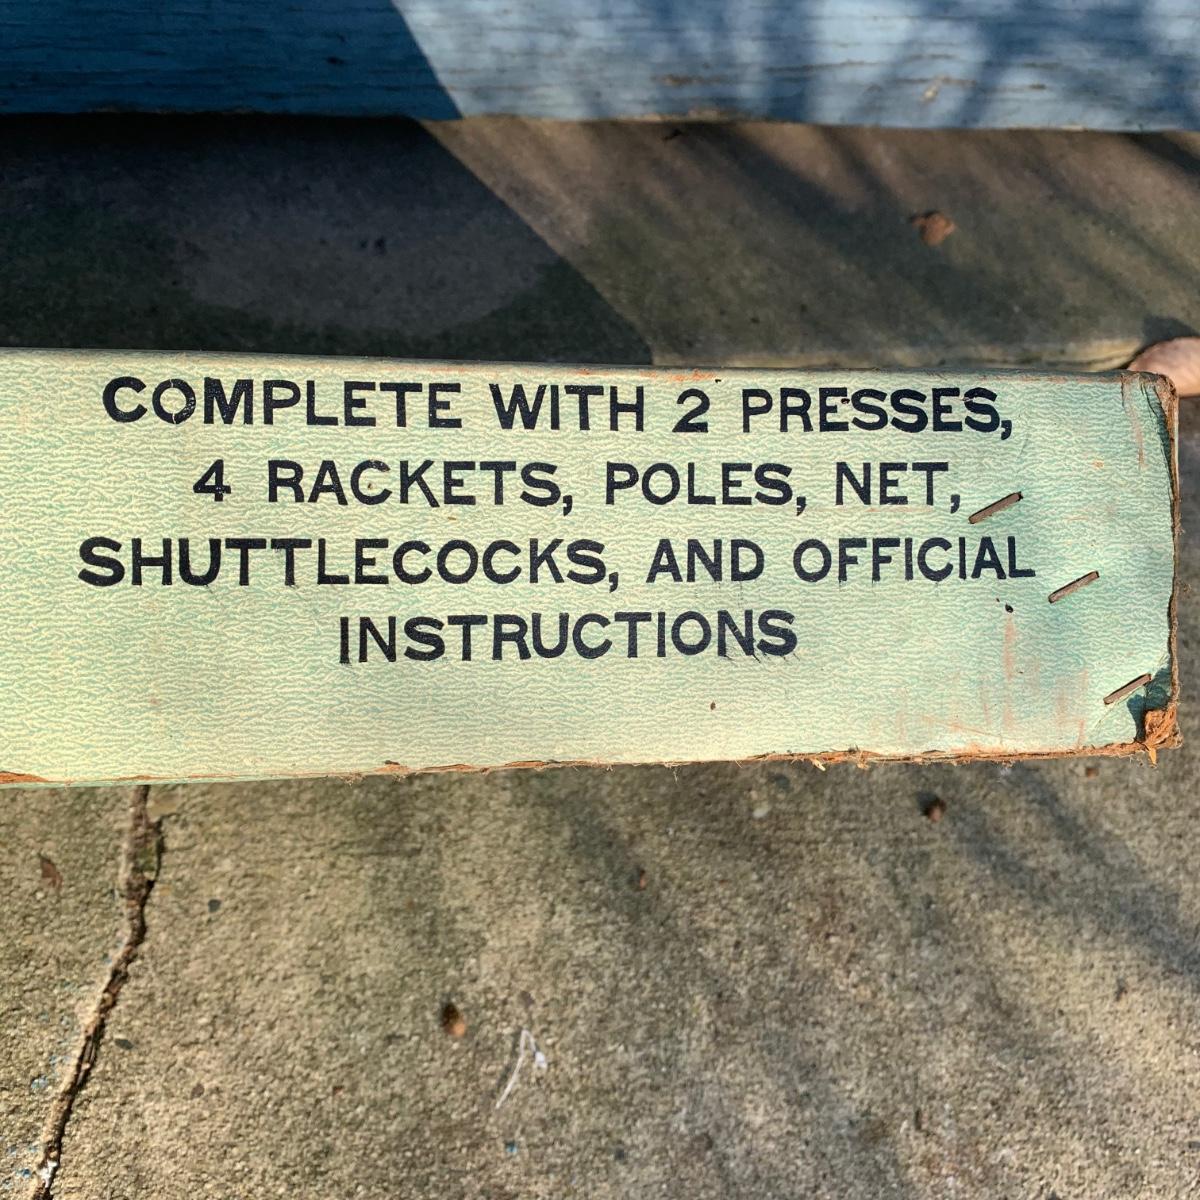 COMPLETE WITH 2 PRESSES,
4 RACKETS, POLES, NET,
SHUTTLECOCKS, AND OFFICIAL
INSTRUCTIONS